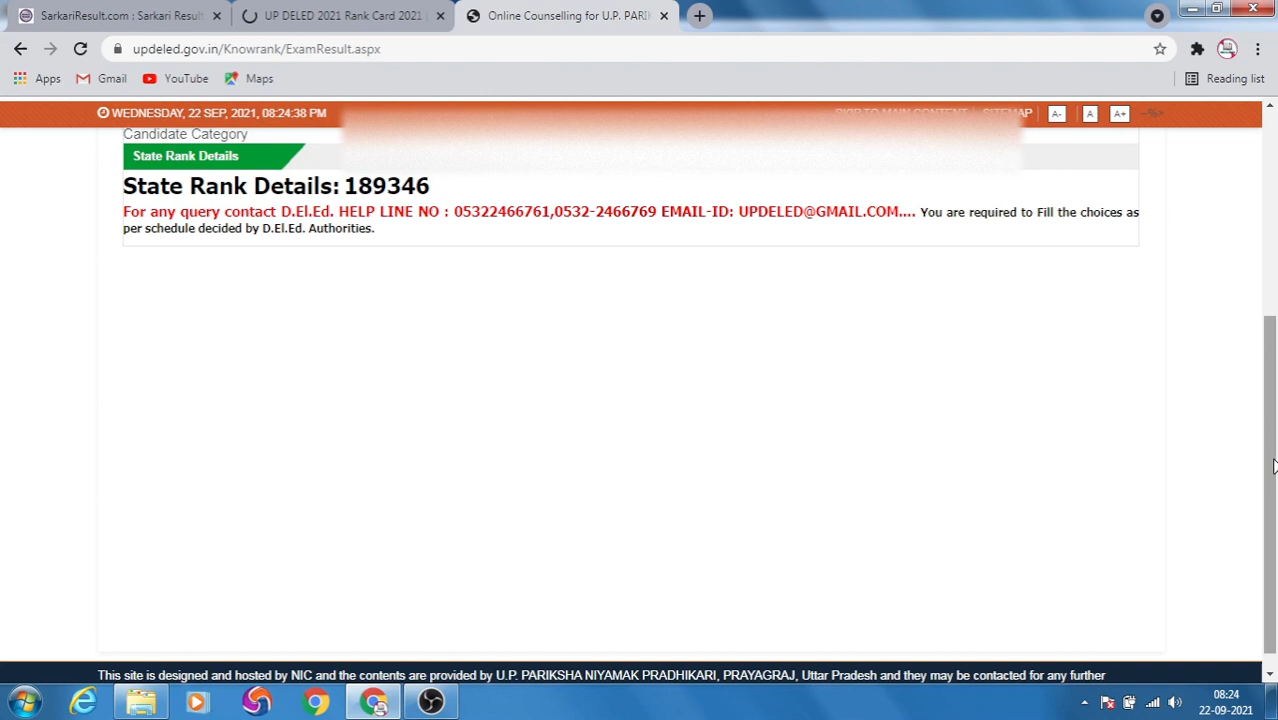 SarkariResult.com : Sarkari Result
UP DELED 2021 Rank Card 2021
Online Counselling for U.P. PARI
updeled.gov.in/Knowrank/ExamResult.aspx
Apps
Gmail
YouTube
Maps
Reading list
WEDNESDAY, 22 SEP, 2021, 08:24:38 PM
SKIP TO MAIN CONTENT
SITEMAP
A-
A
A+
Candidate Category
State Rank Details
State Rank Details: 189346
For any query contact D.El.Ed. HELP LINE NO : 05322466761,0532-2466769 EMAIL-ID: UPDELED@GMAIL.COM.... You are required to Fill the choices as
per schedule decided by D.El.Ed. Authorities.
This site is designed and hosted by NIC and the contents are provided by U.P. PARIKSHA NIYAMAK PRADHIKARI, PRAYAGRAJ, Uttar Pradesh and they may be contacted for any further
08:24
22-09-2021